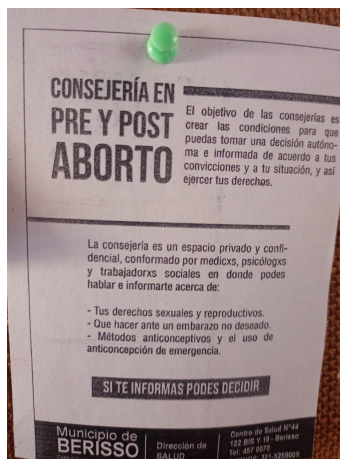 CONSEJERÍA EN
PRE Y POST
ABORTO
El objetivo de las consejerías es
crear las condiciones para que
puedas tomar una decisión autóno-
ma e informada de acuerdo a tus
convicciones y a tu situación, y así
ejercer tus derechos.
La consejería es un espacio privado y confi-
dencial, conformado por medicxs, psicólogxs
y trabajadorxs sociales en donde podes
hablar e informarte acerca de:
- Tus derechos sexuales y reproductivos.
- Que hacer ante un embarazo no deseado.
- Métodos anticonceptivos y el uso de
anticoncepción de emergencia.
SI TE INFORMAS PODES DECIDIR
Municipio de
BERISSO
Dirección de
SALUD
Centro de Salud N°44
122 BIS Y 18 - Berisso
Tel: 457 0078
221-5259009